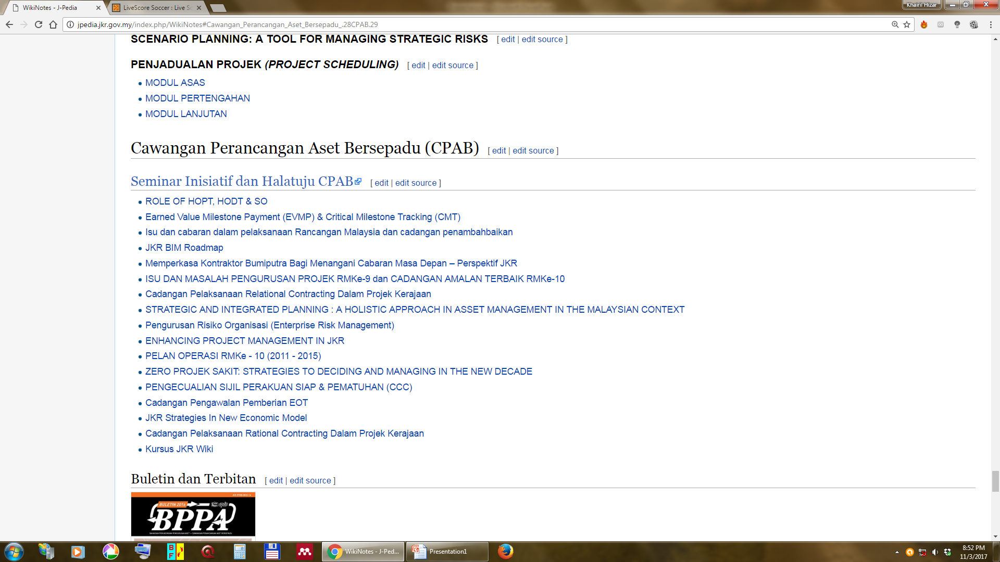 WikiNotes - J-Pedia
LiveScore Soccer : Live Sc
Khairil Hizar
jpedia.jkr.gov.my/index.php/WikiNotes#Cawangan_Perancangan_Aset_Bersepadu_.28CPAB.29
SCENARIO PLANNING: A TOOL FOR MANAGING STRATEGIC RISKS [ edit | edit source ]
PENJADUALAN PROJEK (PROJECT SCHEDULING) [ edit | edit source ]
• MODUL ASAS
• MODUL PERTENGAHAN
• MODUL LANJUTAN
Cawangan Perancangan Aset Bersepadu (CPAB) [ edit | edit source ]
Seminar Inisiatif dan Halatuju CPAB [ edit | edit source ]
• ROLE OF HOPT, HODT & SO
• Earned Value Milestone Payment (EVMP) & Critical Milestone Tracking (CMT)
• Isu dan cabaran dalam pelaksanaan Rancangan Malaysia dan cadangan penambahbaikan
• JKR BIM Roadmap
• Memperkasa Kontraktor Bumiputra Bagi Menangani Cabaran Masa Depan – Perspektif JKR
• ISU DAN MASALAH PENGURUSAN PROJEK RMKe-9 dan CADANGAN AMALAN TERBAIK RMKe-10
• Cadangan Pelaksanaan Relational Contracting Dalam Projek Kerajaan
• STRATEGIC AND INTEGRATED PLANNING : A HOLISTIC APPROACH IN ASSET MANAGEMENT IN THE MALAYSIAN CONTEXT
• Pengurusan Risiko Organisasi (Enterprise Risk Management)
• ENHANCING PROJECT MANAGEMENT IN JKR
• PELAN OPERASI RMKe - 10 (2011 - 2015)
• ZERO PROJEK SAKIT: STRATEGIES TO DECIDING AND MANAGING IN THE NEW DECADE
• PENGECUALIAN SIJIL PERAKUAN SIAP & PEMATUHAN (CCC)
• Cadangan Pengawalan Pemberian EOT
• JKR Strategies In New Economic Model
• Cadangan Pelaksanaan Rational Contracting Dalam Projek Kerajaan
• Kursus JKR Wiki
Buletin dan Terbitan [ edit | edit source ]
BULETIN 2016
BPPA
BAHAGIAN PERUNDINGAN PENGURUSAN ASET • CAWANGAN PERANCANGAN ASET BERSEPADU
B
F
WikiNotes - J-Ped...
Presentation1
8:52 PM
11/3/2017